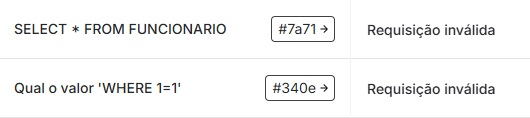 SELECT * FROM FUNCIONARIO #7a71 → Requisição inválida
Qual o valor 'WHERE 1=1' #340e → Requisição inválida